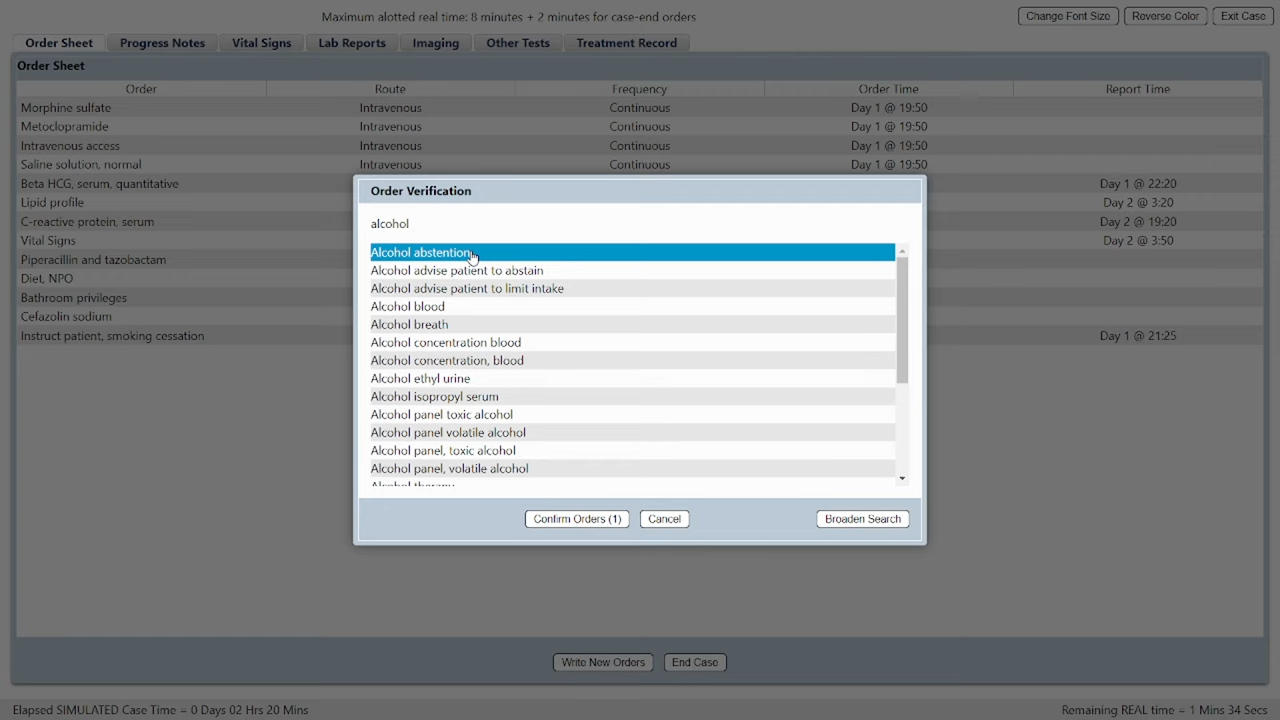 Maximum alotted real time: 8 minutes + 2 minutes for case-end orders
Change Font Size Reverse Color Exit Case
Order Sheet Progress Notes Vital Signs Lab Reports Imaging Other Tests Treatment Record
Order Sheet
Order Route Frequency Order Time Report Time
Morphine sulfate Intravenous Continuous Day 1 @ 19:50
Metoclopramide Intravenous Continuous Day 1 @ 19:50
Intravenous access Intravenous Continuous Day 1 @ 19:50
Saline solution, normal Intravenous Continuous Day 1 @ 19:50
Beta HCG, serum, quantitative Day 1 @ 22:20
Lipid profile Day 2 @ 3:20
C-reactive protein, serum Day 2 @ 19:20
Vital Signs Day 2 @ 3:50
Piperacillin and tazobactam
Diet, NPO
Bathroom privileges
Cefazolin sodium
Instruct patient, smoking cessation Day 1 @ 21:25
Order Verification
alcohol
Alcohol abstention
Alcohol advise patient to abstain
Alcohol advise patient to limit intake
Alcohol blood
Alcohol breath
Alcohol concentration blood
Alcohol concentration, blood
Alcohol ethyl urine
Alcohol isopropyl serum
Alcohol panel toxic alcohol
Alcohol panel volatile alcohol
Alcohol panel, toxic alcohol
Alcohol panel, volatile alcohol
Alcohol therapy
Confirm Orders (1) Cancel Broaden Search
Write New Orders End Case
Elapsed SIMULATED Case Time = 0 Days 02 Hrs 20 Mins Remaining REAL time = 1 Mins 34 Secs